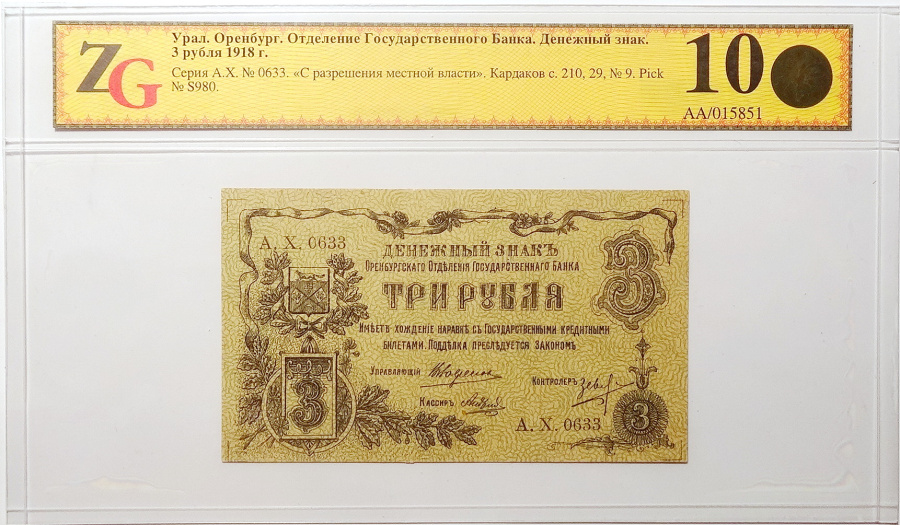 ZG
Урал. Оренбург. Отделение Государственного Банка. Денежный знак.
3 рубля 1918 г.
Серия А.Х. № 0633. «С разрешения местной власти». Кардаков с. 210, 29, № 9. Pick
№ S980.
10
AA/015851
А. Х. 0633
ДЕНЕЖНЫЙ ЗНАКЪ
ОРЕНБУРГСКАГО ОТДѢЛЕНІЯ ГОСУДАРСТВЕННАГО БАНКА
3
ТРИ РУБЛЯ
ИМѢЕТЪ ХОЖДЕНІЕ НАРАВНѢ СЪ ГОСУДАРСТВЕННЫМИ КРЕДИТНЫМИ
БИЛЕТАМИ. ПОДДѢЛКА ПРЕСЛѢДУЕТСЯ ЗАКОНОМЪ
УПРАВЛЯЮЩІЙ
КОНТРОЛЕРЪ
КАССИРЪ
3
3
А. Х. 0633